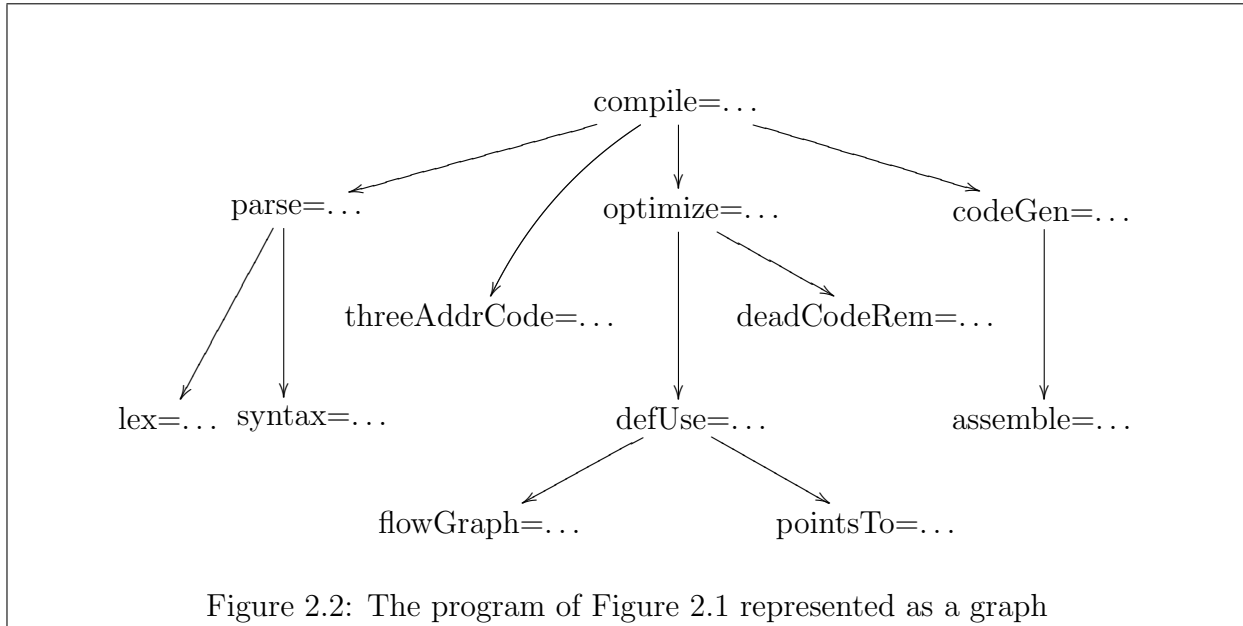 compile=...
parse=... optimize=... codeGen=...
threeAddrCode=... deadCodeRem=...
lex=... syntax=... defUse=... assemble=...
flowGraph=... pointsTo=...
Figure 2.2: The program of Figure 2.1 represented as a graph